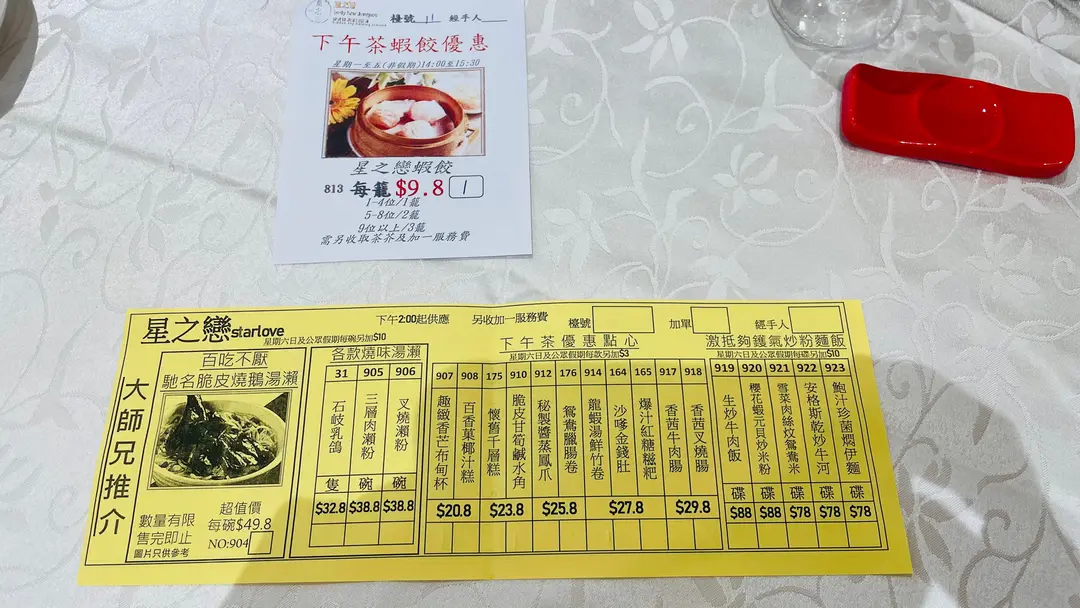 檯號 11 經手人
下午茶蝦餃優惠
星期一至五(非假期)14:00至15:30
星之戀蝦餃
813 每籠 $9.8 1
1-4位/1籠
5-8位/2籠
9位以上/3籠
需另收取茶芥及加一服務費
星之戀starlove
下午2:00起供應 另收加一服務費 檯號 加單 經手人
星期六日及公眾假期每碗另加$10
大師兄推介
百吃不厭
馳名脆皮燒鵝湯瀨
數量有限
售完即止
圖片只供參考
超值價
每碗$49.8
NO:904
各款燒味湯瀨
31 905 906
石岐乳鴿
三層肉瀨粉
叉燒瀨粉
隻 碗 碗
$32.8 $38.8 $38.8
下午茶優惠點心
星期六日及公眾假期每款另加$3
907 908 175 910 912 914 164 165 917 918
趣緻香芒布甸杯
百香菓椰汁糕
懷舊千層糕
脆皮甘筍鹹水角
秘製醬蒸鳳爪
鴛鴦臘腸卷
龍蝦湯鮮竹卷
沙嗲金錢肚
爆汁紅糖糍粑
香茜牛肉腸
香茜叉燒腸
$20.8 $23.8 $25.8 $27.8 $29.8
激抵夠鑊氣炒粉麵飯
星期六日及公眾假期每碟另加$10
919 920 921 922 923
生炒牛肉飯
櫻花蝦元貝炒米粉
雪菜肉絲炆鴛鴦米
安格斯乾炒牛河
鮑汁珍菌燜伊麵
碟 碟 碟 碟 碟
$88 $88 $78 $78 $78